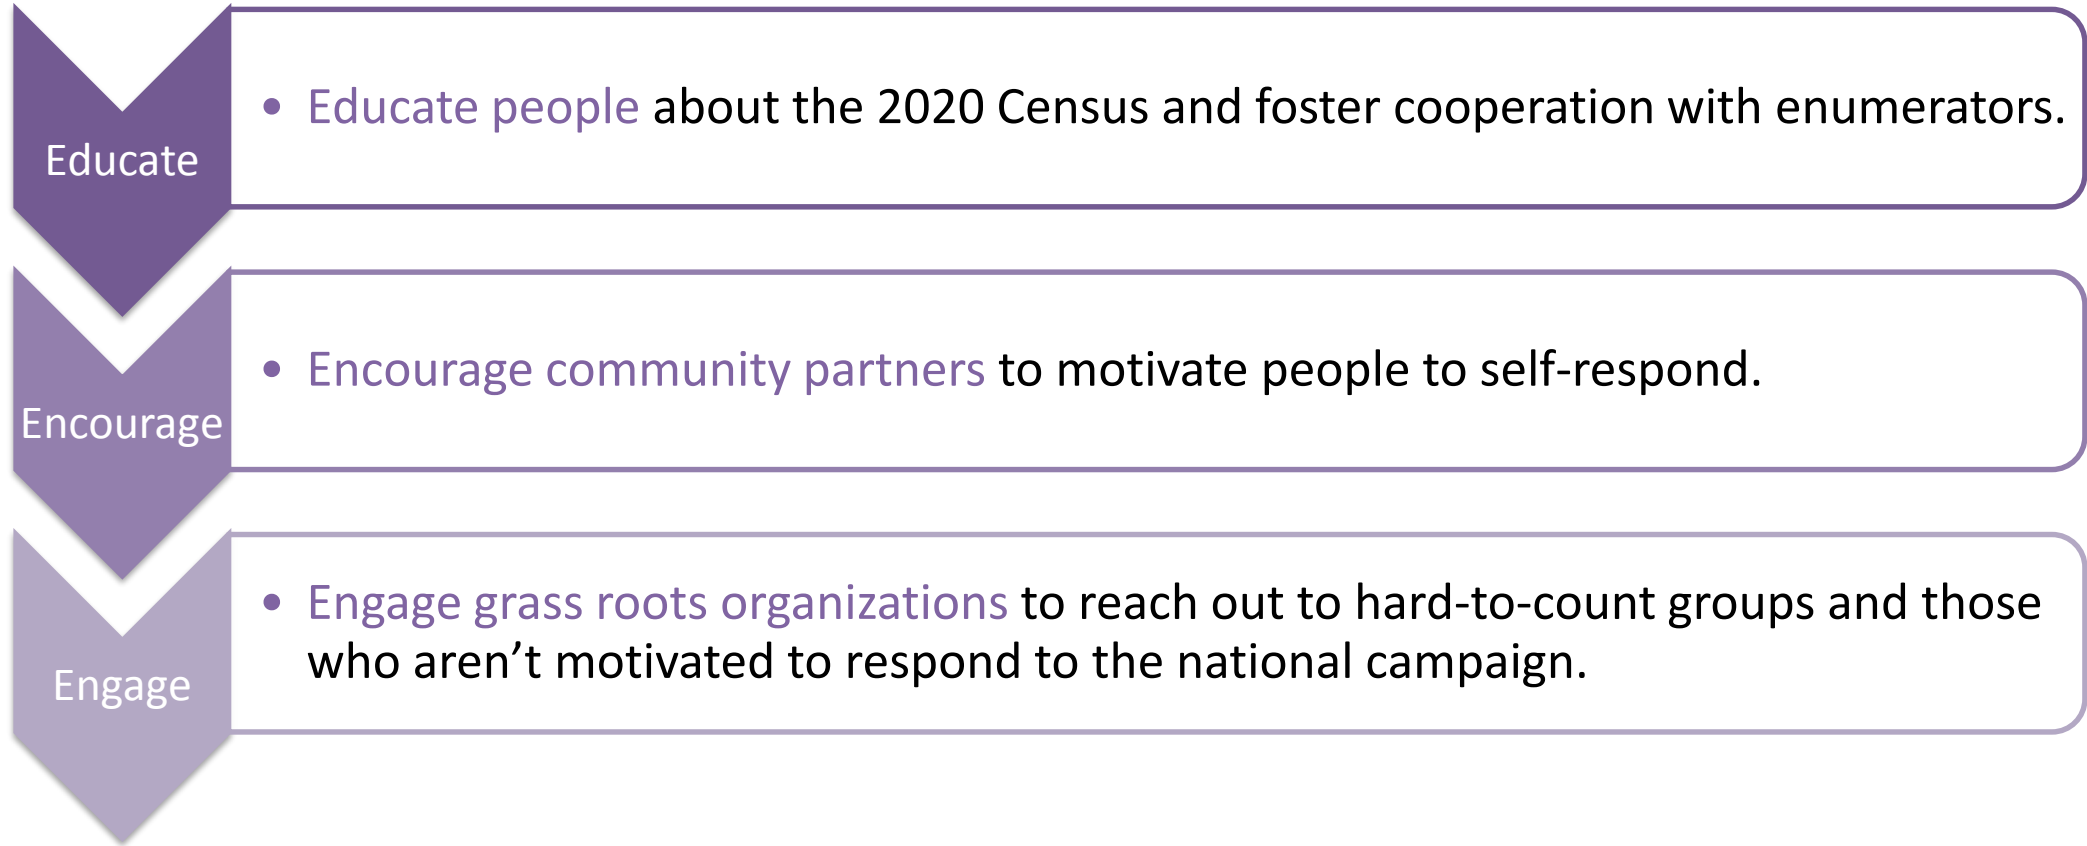 Educate
• Educate people about the 2020 Census and foster cooperation with enumerators.
Encourage
• Encourage community partners to motivate people to self-respond.
Engage
• Engage grass roots organizations to reach out to hard-to-count groups and those
who aren’t motivated to respond to the national campaign.